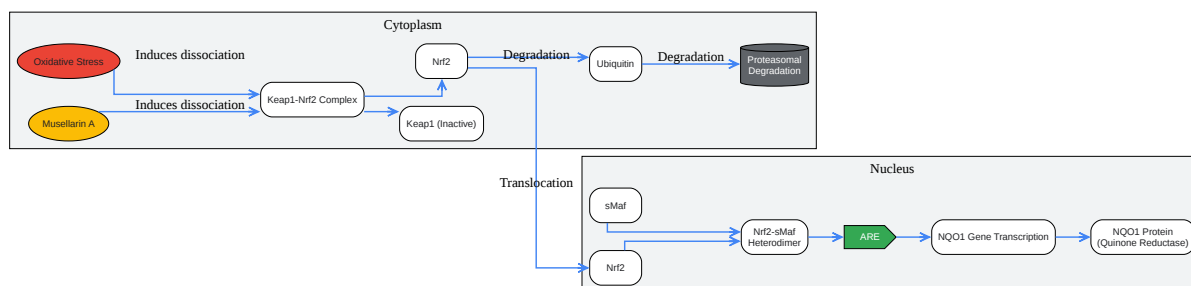 Cytoplasm
Oxidative Stress
Induces dissociation
Musellarin A
Induces dissociation
Keap1-Nrf2 Complex
Nrf2
Keap1 (Inactive)
Degradation
Ubiquitin
Degradation
Proteasomal
Degradation
Translocation
Nucleus
sMaf
Nrf2
Nrf2-sMaf
Heterodimer
ARE
NQO1 Gene Transcription
NQO1 Protein
(Quinone Reductase)